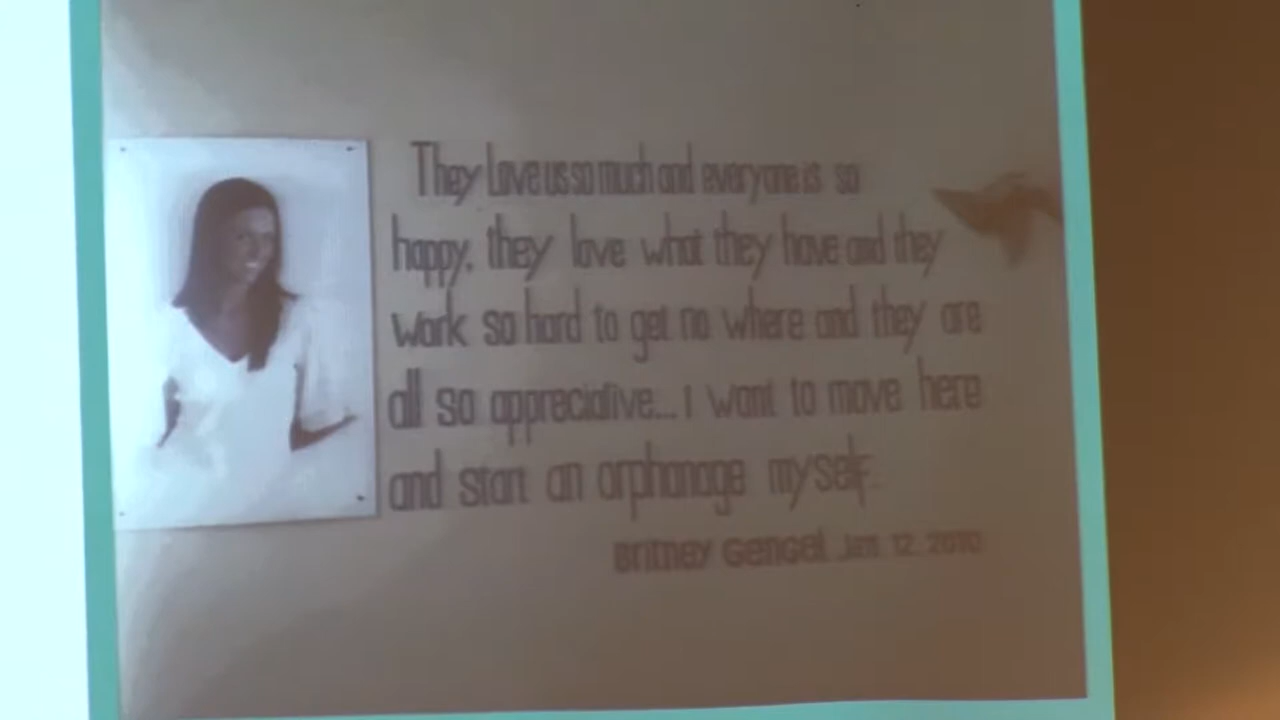 They Love us so much and everyone is so
happy, they love what they have and they
work so hard to get no where and they are
all so appreciative... i want to move here
and start an orphanage myself.
Britney Gengel Jan. 12, 2010